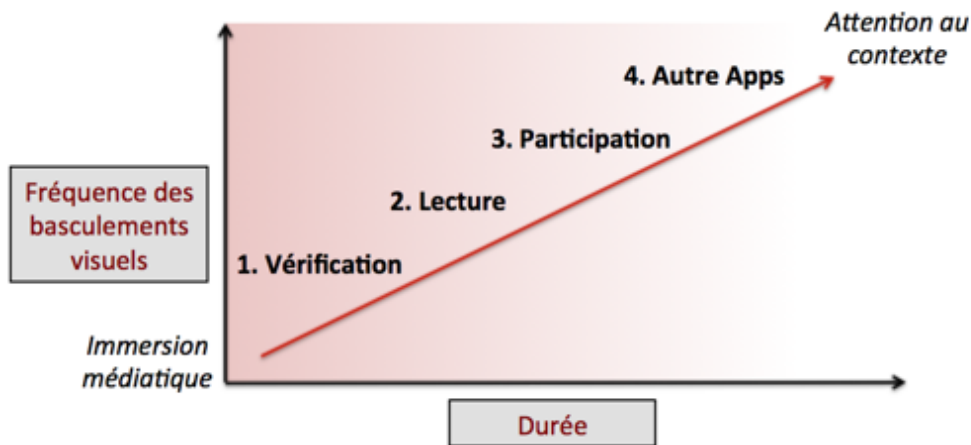 Attention au
contexte
4. Autre Apps
3. Participation
Fréquence des
basculements
visuels
2. Lecture
1. Vérification
Immersion
médiatique
Durée